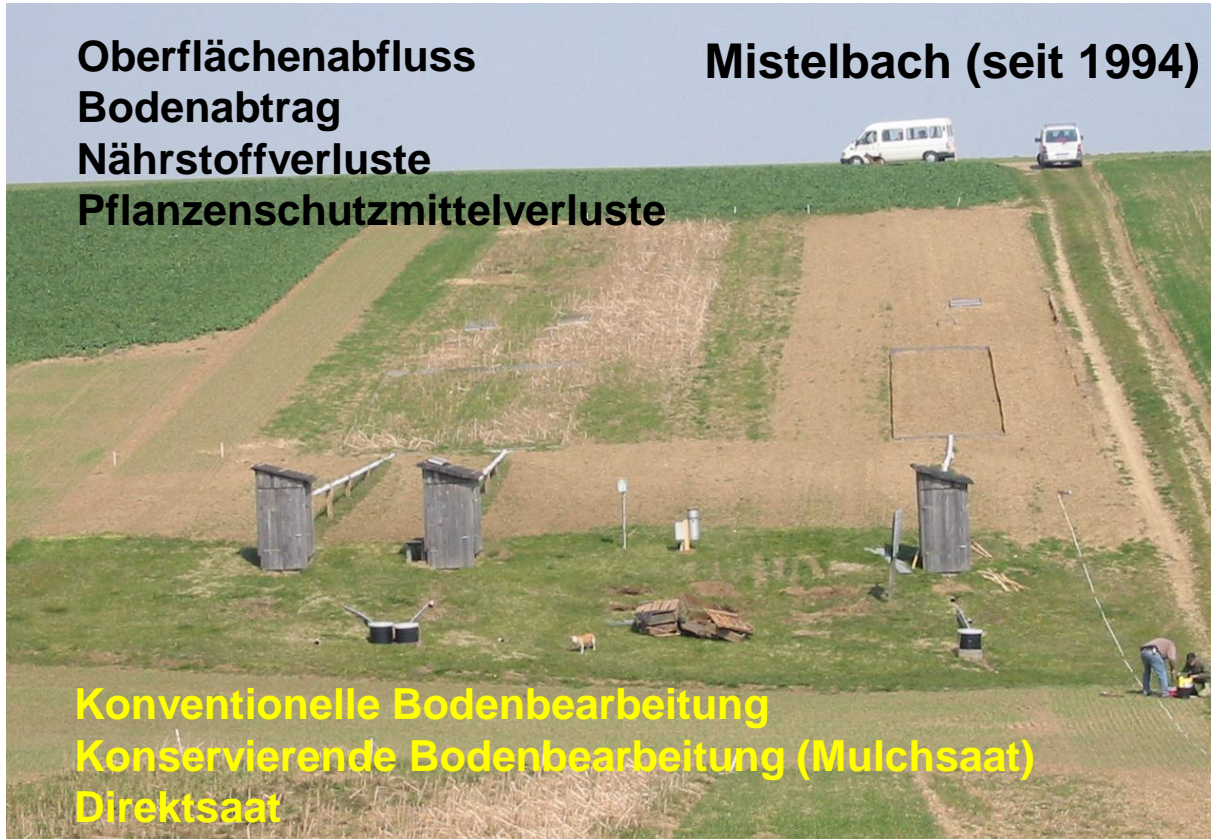 Oberflächenabfluss
Bodenabtrag
Nährstoffverluste
Pflanzenschutzmittelverluste
Mistelbach (seit 1994)
Konventionelle Bodenbearbeitung
Konservierende Bodenbearbeitung (Mulchsaat)
Direktsaat